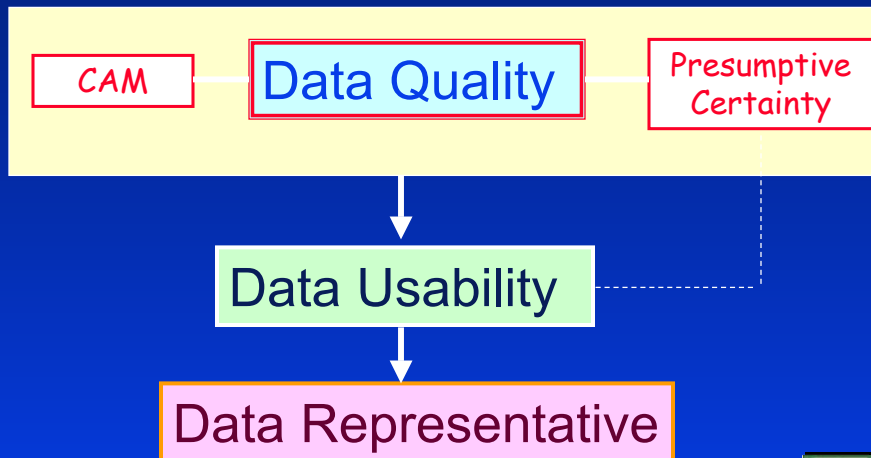 CAM
Data Quality
Presumptive
Certainty
Data Usability
Data Representative